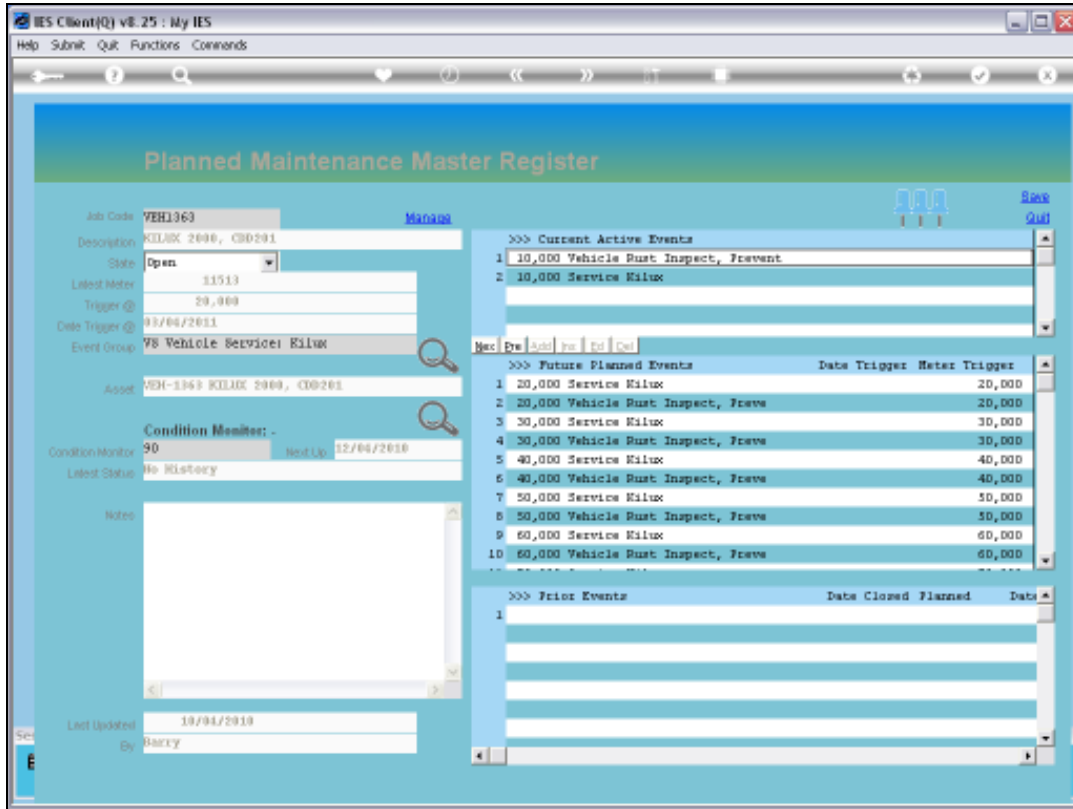 IES Client(Q) v8.25 : My IES
Help Submit Quit Functions Commands
Planned Maintenance Master Register
Save
Job Code VEH1363 Manage Quit
Description KILUX 2000, CDD201
State Open
Latest Meter 11513
Trigger @ 20,000
Date Trigger @ 03/04/2011
Event Group V8 Vehicle Service: Kilux
Asset VEH-1363 KILUX 2000, CDD201
Condition Monitor: -
Condition Monitor 90 Next Up 12/04/2010
Latest Status No History
Notes
Last Updated 10/04/2010
By Barry
>>> Current Active Events
1 10,000 Vehicle Rust Inspect, Prevent
2 10,000 Service Kilux
Nex Pre Add Inx Ed Del
>>> Future Planned Events Date Trigger Meter Trigger
1 20,000 Service Kilux 20,000
2 20,000 Vehicle Rust Inspect, Preve 20,000
3 30,000 Service Kilux 30,000
4 30,000 Vehicle Rust Inspect, Preve 30,000
5 40,000 Service Kilux 40,000
6 40,000 Vehicle Rust Inspect, Preve 40,000
7 50,000 Service Kilux 50,000
8 50,000 Vehicle Rust Inspect, Preve 50,000
9 60,000 Service Kilux 60,000
10 60,000 Vehicle Rust Inspect, Preve 60,000
>>> Prior Events Date Closed Planned Date
1